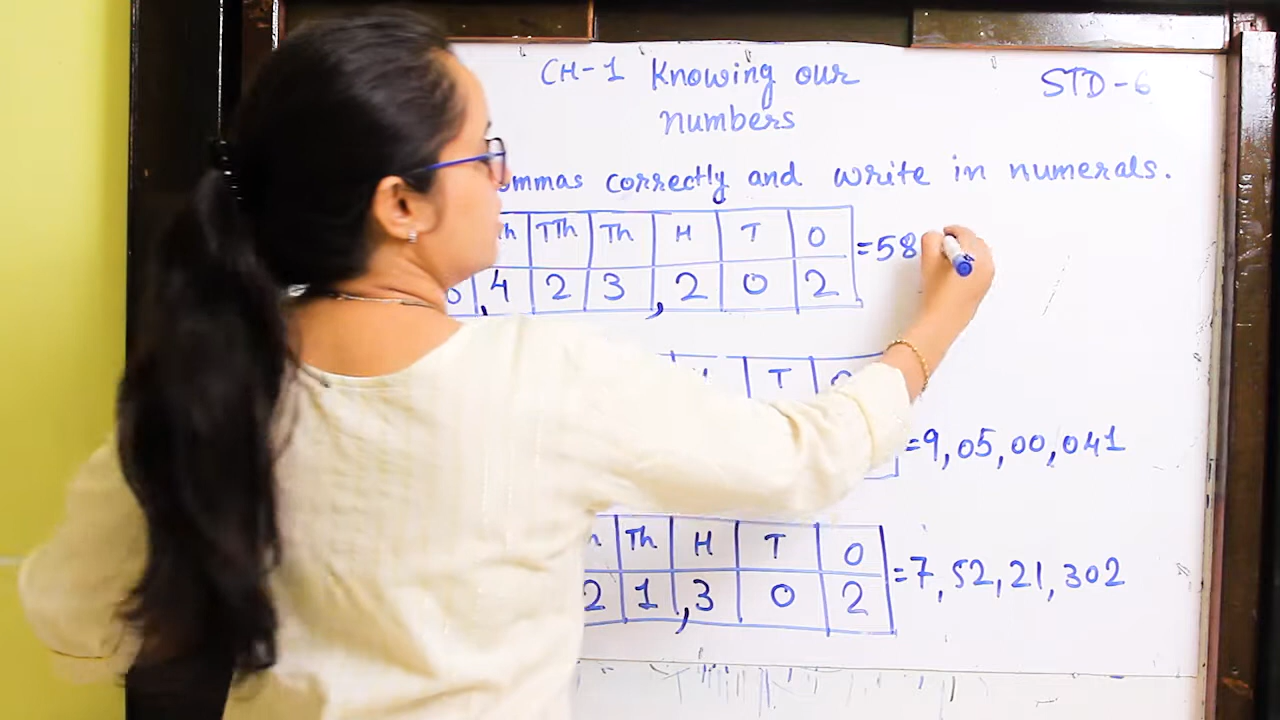 CH-1 Knowing our STD-6
numbers
correctly and write in numerals.
TTh Th H T O =58
0,4 2 3,2 0 2
T O
=9,05,00,041
Th H T O =7,52,21,302
2 1,3 0 2